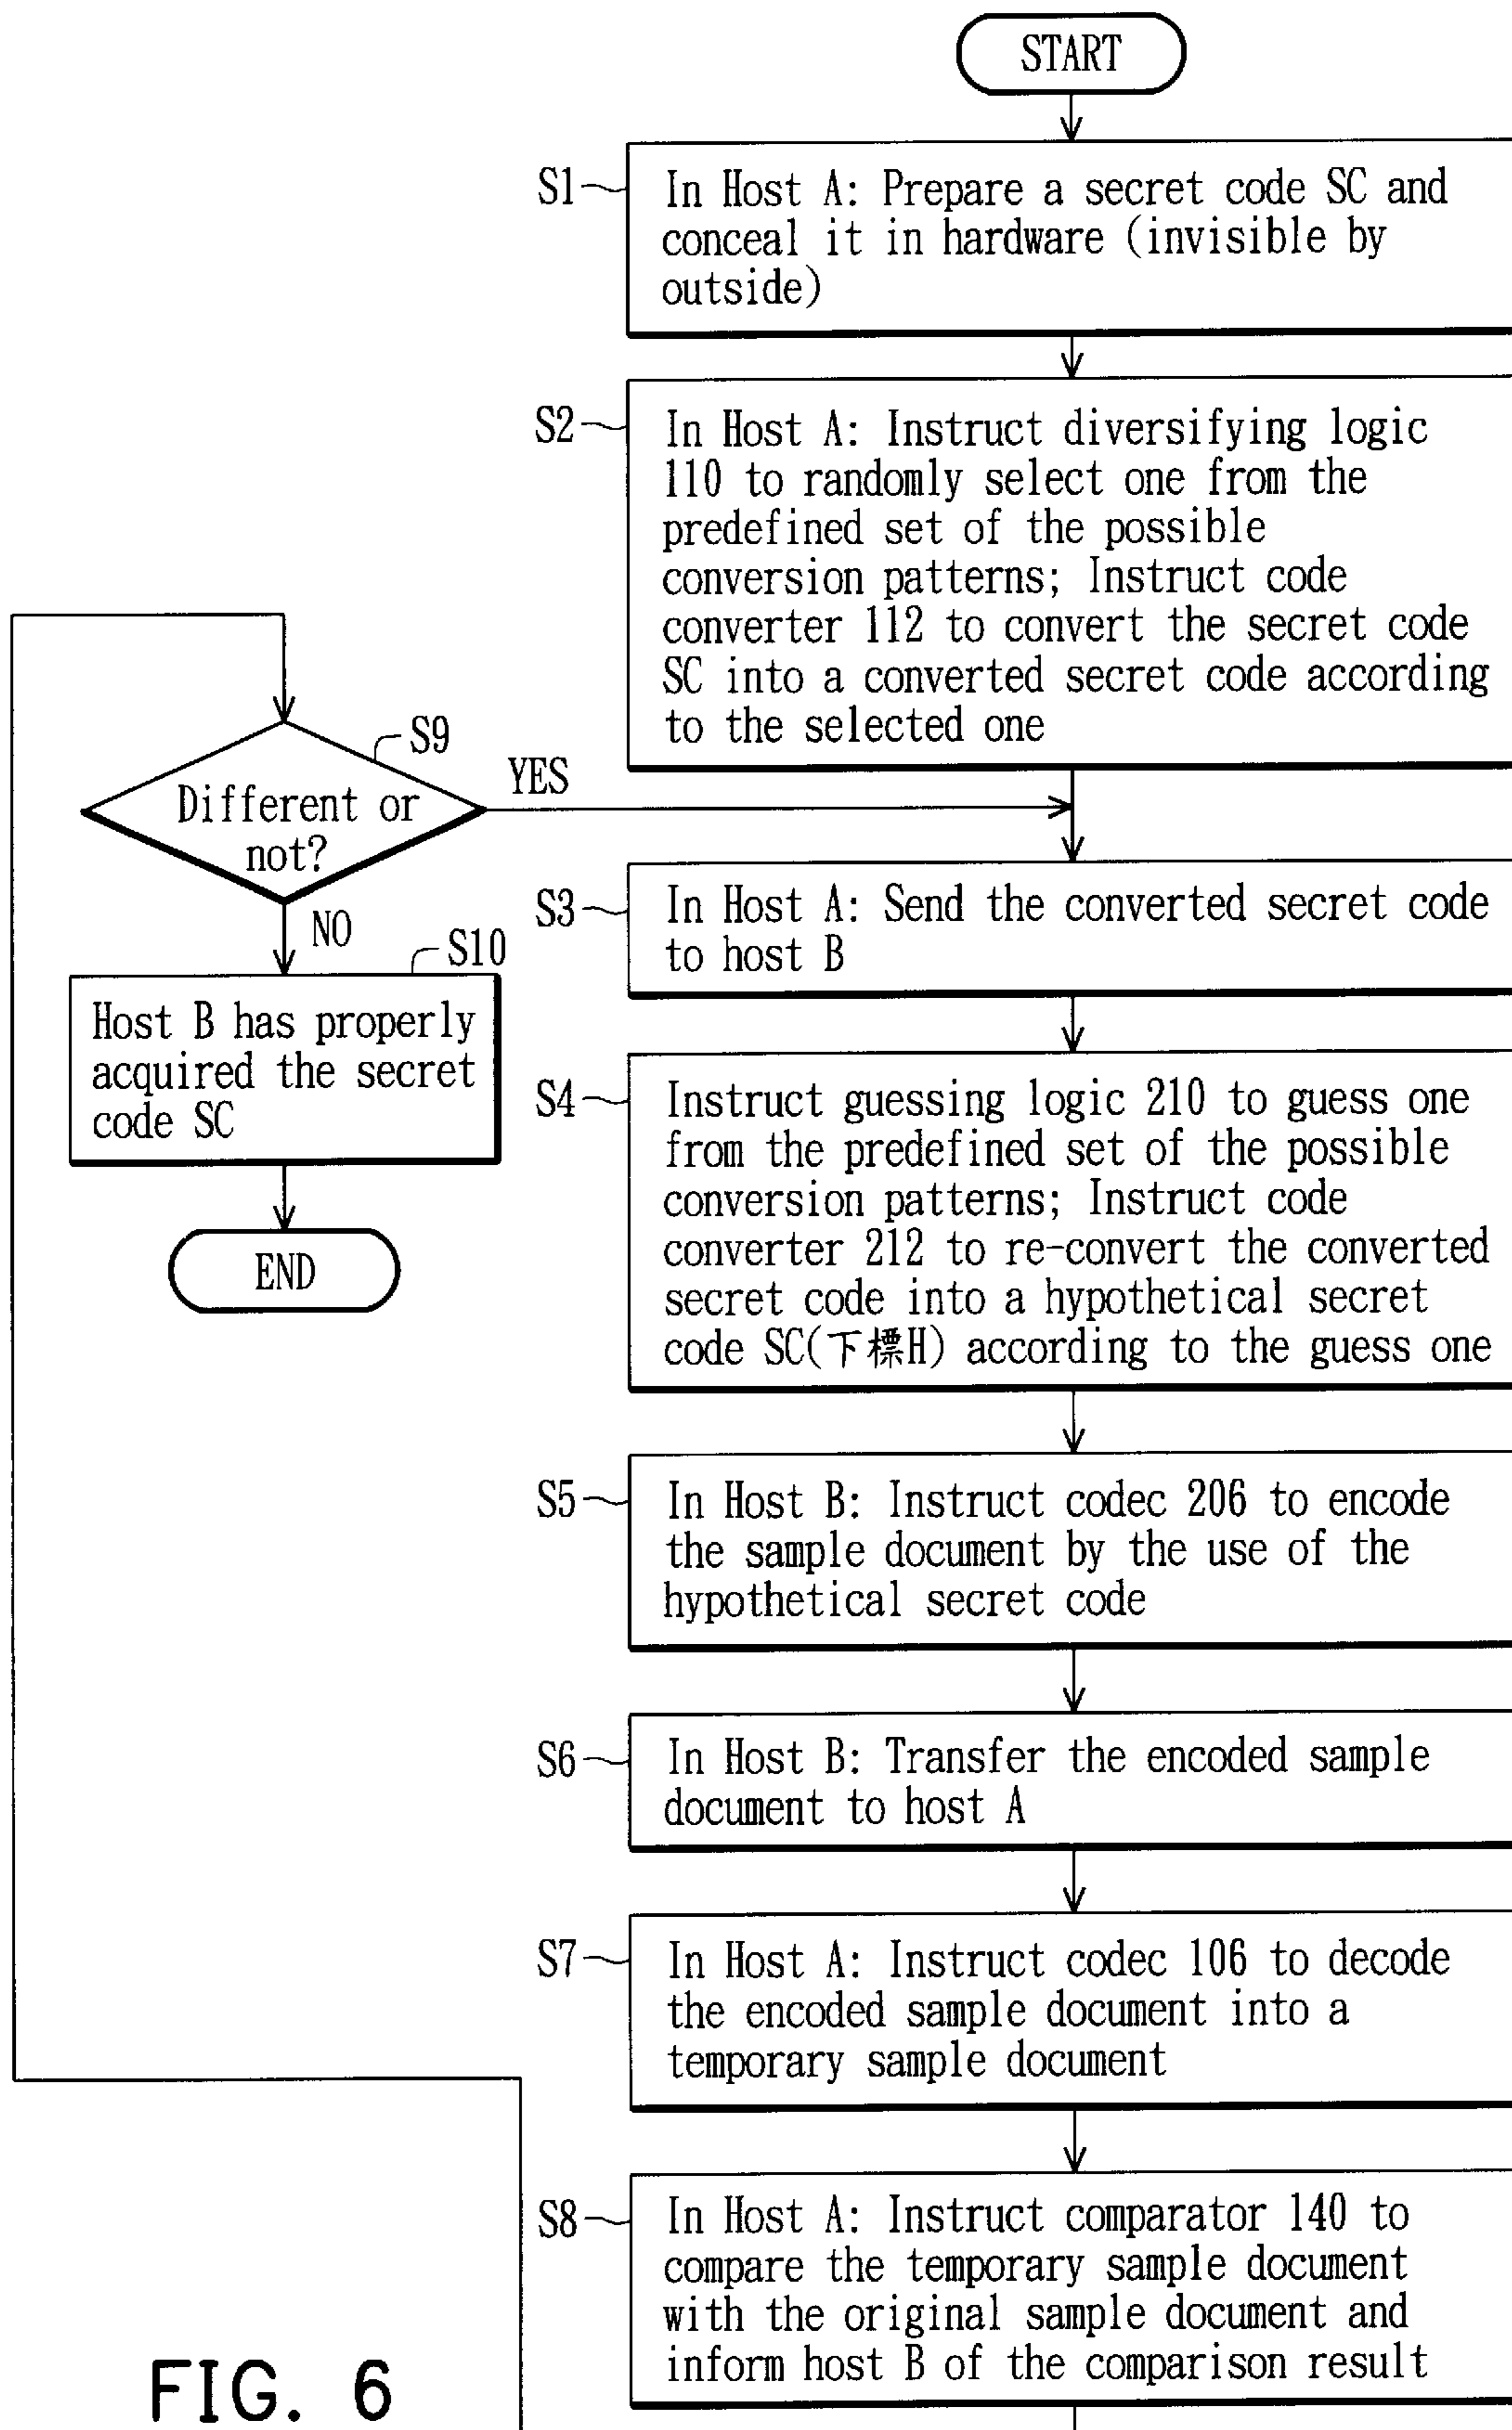 START
S1
In Host A: Prepare a secret code SC and
conceal it in hardware (invisible by
outside)
S2
In Host A: Instruct diversifying logic
110 to randomly select one from the
predefined set of the possible
conversion patterns; Instruct code
converter 112 to convert the secret code
SC into a converted secret code according
to the selected one
S3
In Host A: Send the converted secret code
to host B
S4
Instruct guessing logic 210 to guess one
from the predefined set of the possible
conversion patterns; Instruct code
converter 212 to re-convert the converted
secret code into a hypothetical secret
code SC(下標H) according to the guess one
S5
In Host B: Instruct codec 206 to encode
the sample document by the use of the
hypothetical secret code
S6
In Host B: Transfer the encoded sample
document to host A
S7
In Host A: Instruct codec 106 to decode
the encoded sample document into a
temporary sample document
S8
In Host A: Instruct comparator 140 to
compare the temporary sample document
with the original sample document and
inform host B of the comparison result
S9
Different or
not?
YES
NO
S10
Host B has properly
acquired the secret
code SC
END
FIG. 6